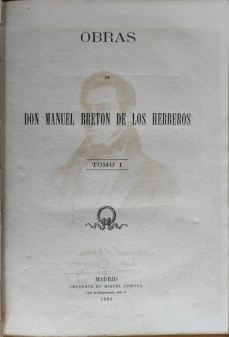 OBRAS
DE
DON MANUEL BRETON DE LOS HERREROS
TOMO I
MADRID
IMPRENTA DE MIGUEL GINESTA